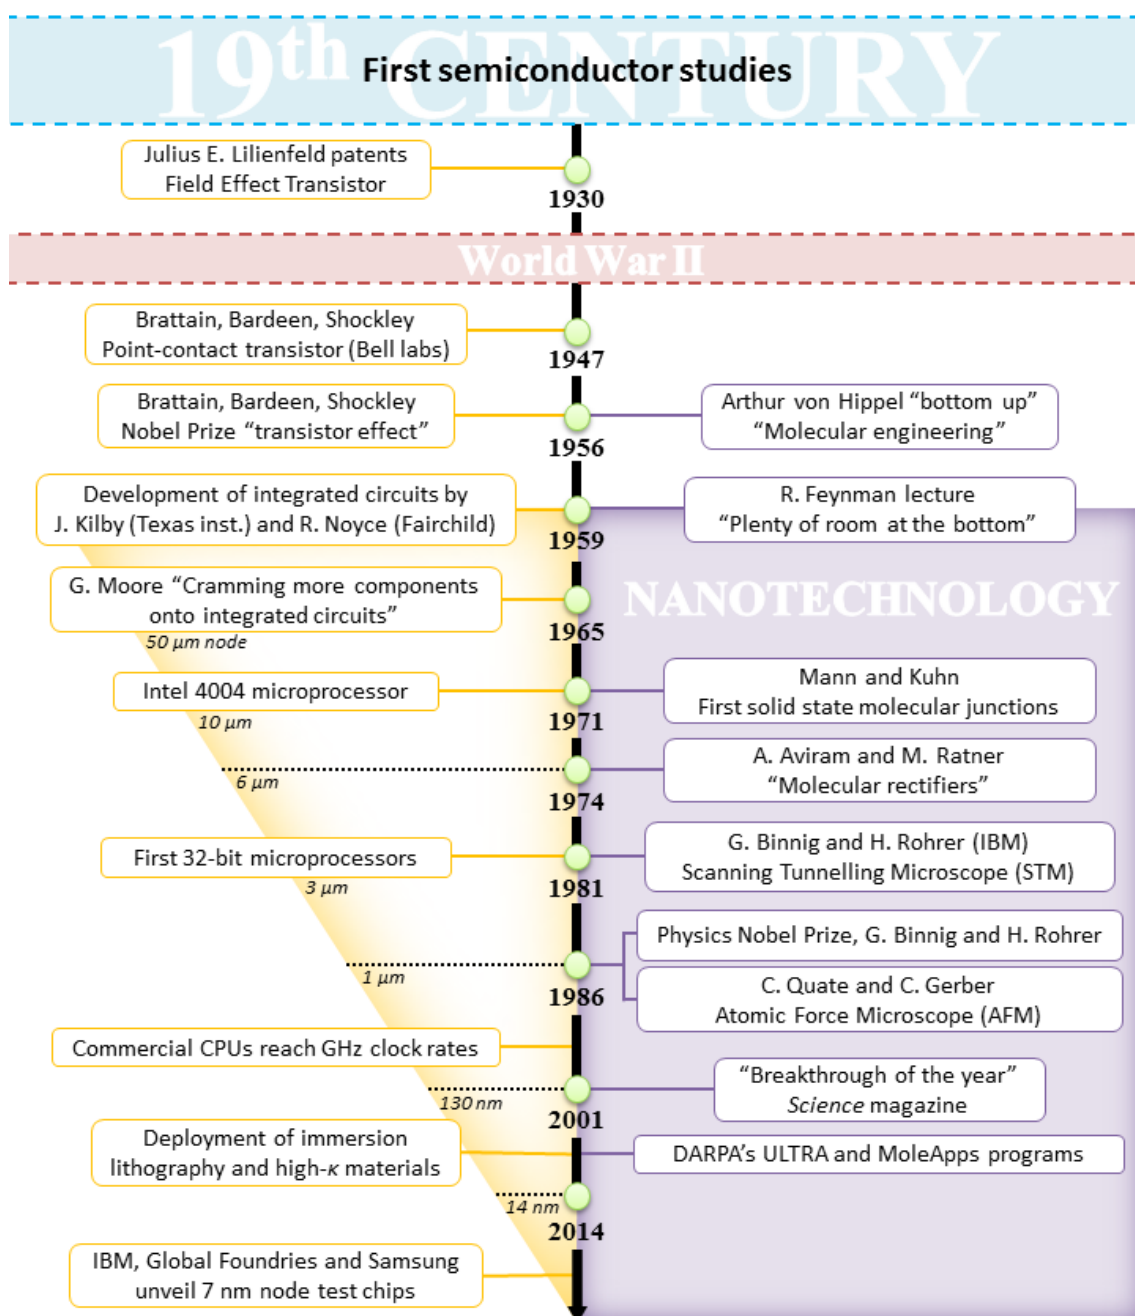 19th CENTURY
First semiconductor studies
Julius E. Lilienfeld patents
Field Effect Transistor
1930
World War II
Brattain, Bardeen, Shockley
Point-contact transistor (Bell labs)
1947
Brattain, Bardeen, Shockley
Nobel Prize “transistor effect”
Arthur von Hippel “bottom up”
“Molecular engineering”
1956
Development of integrated circuits by
J. Kilby (Texas inst.) and R. Noyce (Fairchild)
R. Feynman lecture
“Plenty of room at the bottom”
1959
NANOTECHNOLOGY
G. Moore “Cramming more components
onto integrated circuits”
1965
50 µm node
Intel 4004 microprocessor
Mann and Kuhn
First solid state molecular junctions
1971
10 µm
A. Aviram and M. Ratner
“Molecular rectifiers”
6 µm
1974
First 32-bit microprocessors
G. Binnig and H. Rohrer (IBM)
Scanning Tunnelling Microscope (STM)
1981
3 µm
Physics Nobel Prize, G. Binnig and H. Rohrer
1 µm
1986
C. Quate and C. Gerber
Atomic Force Microscope (AFM)
Commercial CPUs reach GHz clock rates
“Breakthrough of the year”
Science magazine
130 nm
2001
Deployment of immersion
lithography and high-κ materials
DARPA’s ULTRA and MoleApps programs
14 nm
2014
IBM, Global Foundries and Samsung
unveil 7 nm node test chips